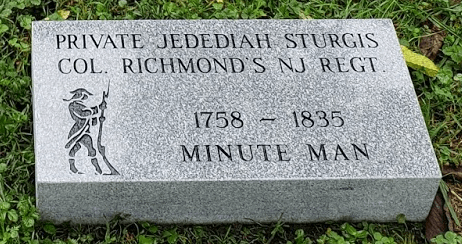 PRIVATE JEDEDIAH STURGIS
COL. RICHMOND'S NJ REGT.
1758 - 1835
MINUTE MAN